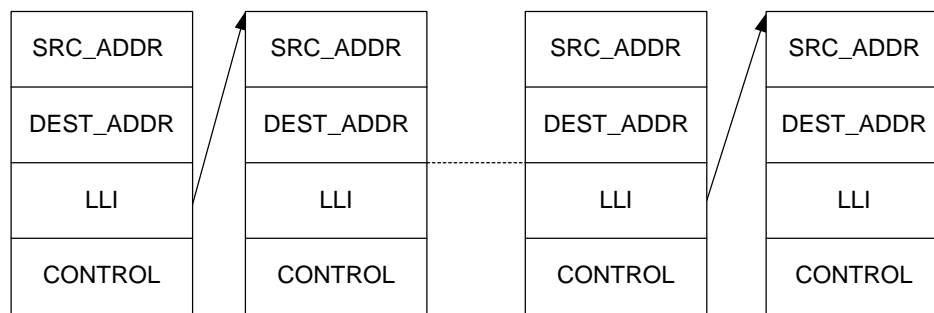 SRC_ADDR SRC_ADDR SRC_ADDR SRC_ADDR
DEST_ADDR DEST_ADDR DEST_ADDR DEST_ADDR
LLI LLI LLI LLI
CONTROL CONTROL CONTROL CONTROL